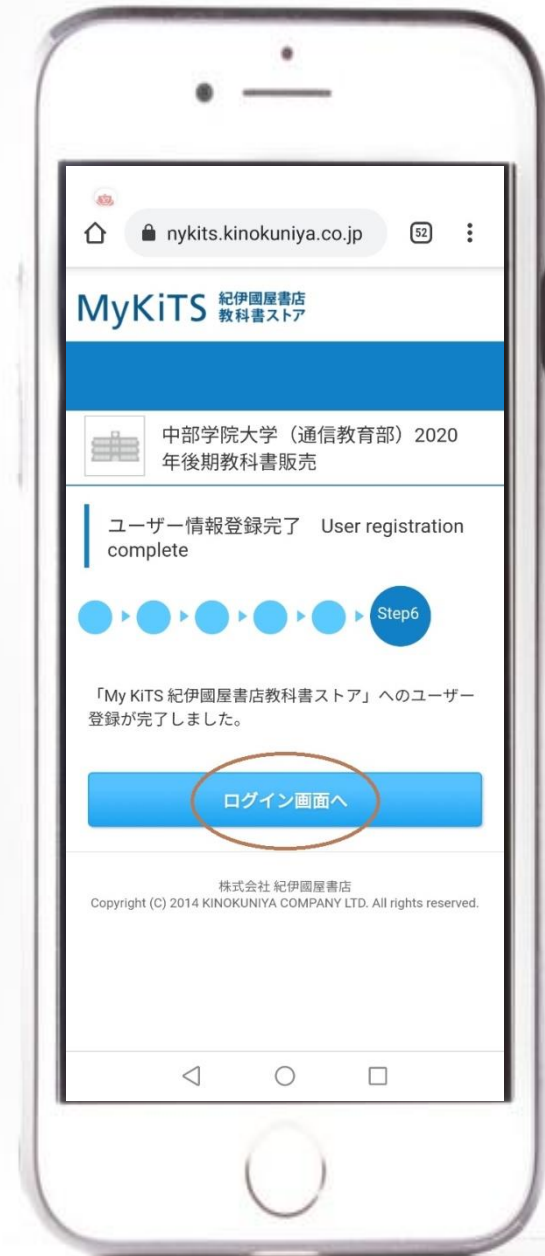 nykits.kinokuniya.co.jp 52
MyKiTS 紀伊國屋書店
教科書ストア
中部学院大学（通信教育部）2020
年後期教科書販売
ユーザー情報登録完了 User registration
complete
Step6
「My KiTS 紀伊國屋書店教科書ストア」へのユーザー
登録が完了しました。
ログイン画面へ
株式会社 紀伊國屋書店
Copyright (C) 2014 KINOKUNIYA COMPANY LTD. All rights reserved.